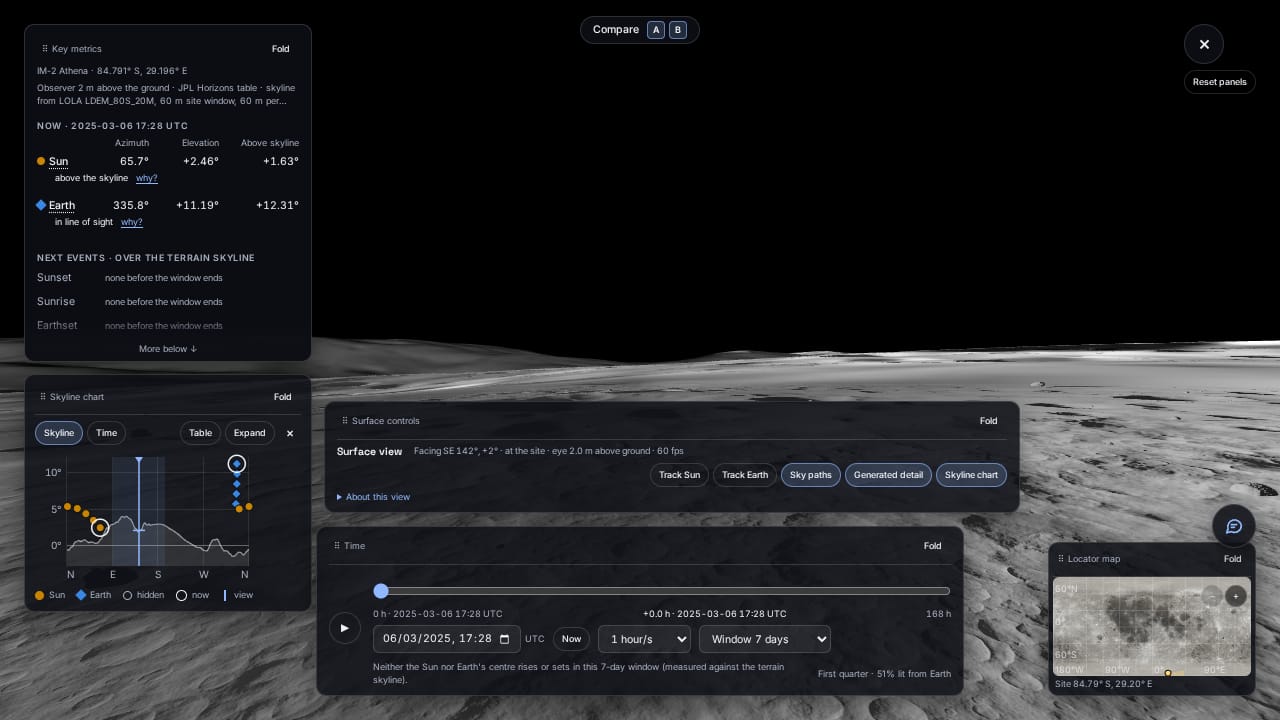 Compare A B
Reset panels
Key metrics Fold
IM-2 Athena · 84.791° S, 29.196° E
Observer 2 m above the ground · JPL Horizons table · skyline
from LOLA LDEM_80S_20M, 60 m site window, 60 m per...
NOW · 2025-03-06 17:28 UTC
Azimuth Elevation Above skyline
Sun 65.7° +2.46° +1.63°
above the skyline why?
Earth 335.8° +11.19° +12.31°
in line of sight why?
NEXT EVENTS · OVER THE TERRAIN SKYLINE
Sunset none before the window ends
Sunrise none before the window ends
Earthset none before the window ends
More below ↓
Skyline chart Fold
Skyline Time Table Expand ×
10°
5°
0°
N E S W N
Sun Earth hidden now view
Surface controls Fold
Surface view Facing SE 142°, +2° · at the site · eye 2.0 m above ground · 60 fps
Track Sun Track Earth Sky paths Generated detail Skyline chart
About this view
Time Fold
0 h · 2025-03-06 17:28 UTC +0.0 h · 2025-03-06 17:28 UTC 168 h
06/03/2025, 17:28 UTC Now 1 hour/s Window 7 days
Neither the Sun nor Earth's centre rises or sets in this 7-day window (measured against the terrain
skyline).
First quarter · 51% lit from Earth
Locator map Fold
60°N
0°
60°S
180°W 90°W 0° 90°E
Site 84.79° S, 29.20° E